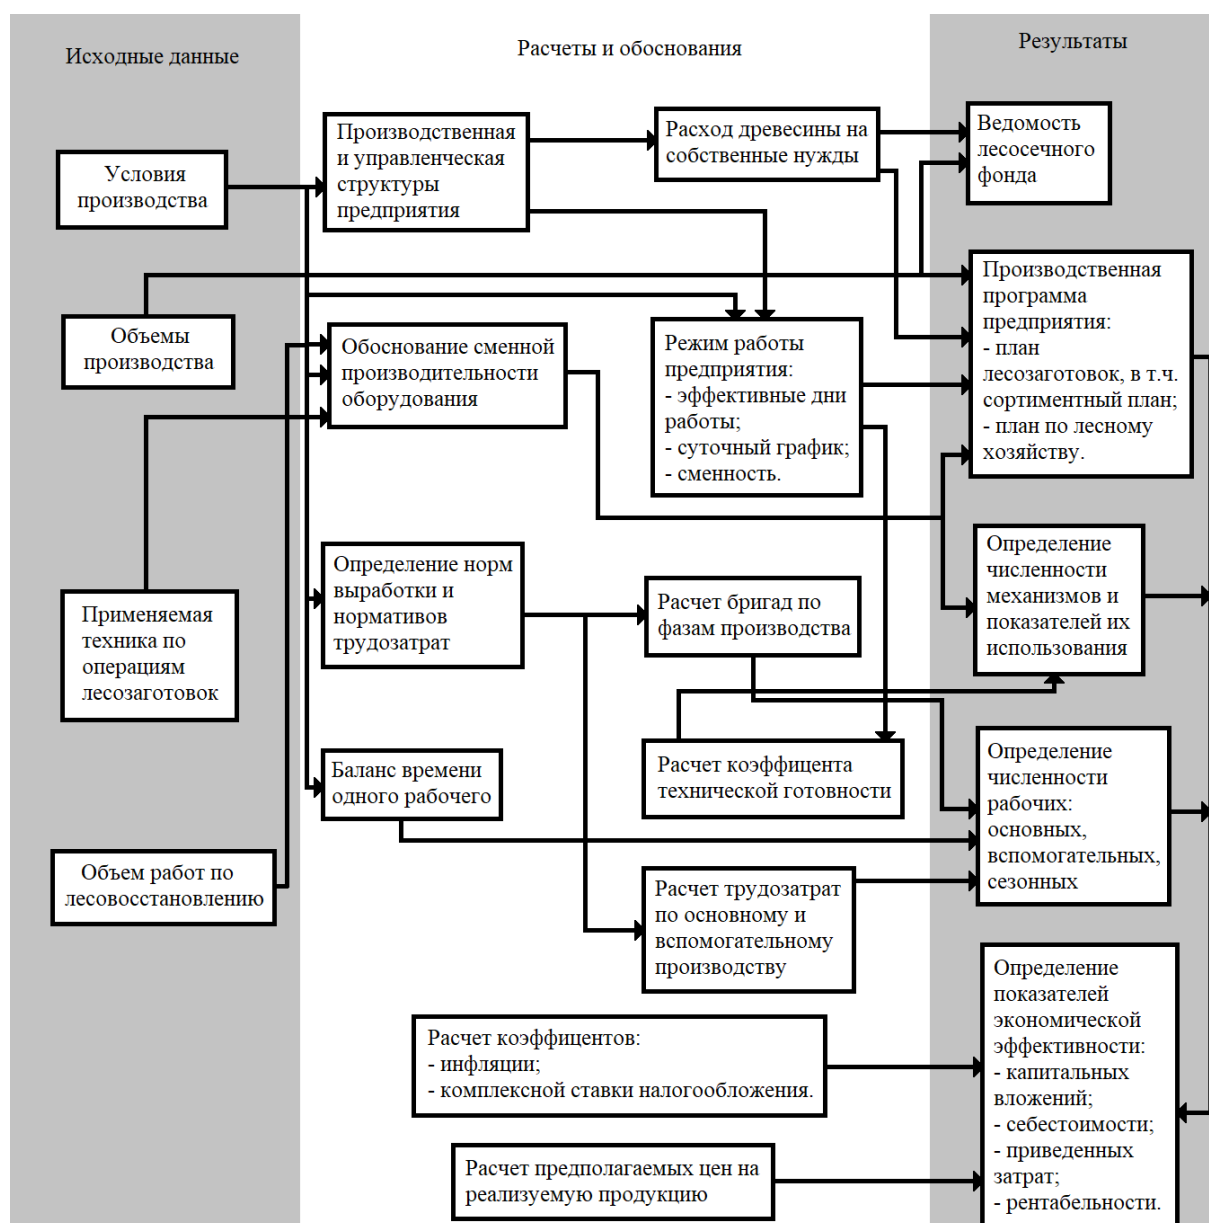 Исходные данные
Расчеты и обоснования
Результаты
Условия
производства
Объемы
производства
Применяемая
техника по
операциям
лесозаготовок
Объем работ по
лесовосстановлению
Производственная
и управленческая
структуры
предприятия
Расход древесины на
собственные нужды
Обоснование сменной
производительности
оборудования
Режим работы
предприятия:
- эффективные дни
работы;
- суточный график;
- сменность.
Определение норм
выработки и
нормативов
трудозатрат
Расчет бригад по
фазам производства
Баланс времени
одного рабочего
Расчет коэффицента
технической готовности
Расчет трудозатрат
по основному и
вспомогательному
производству
Расчет коэффицентов:
- инфляции;
- комплексной ставки налогообложения.
Расчет предполагаемых цен на
реализуемую продукцию
Ведомость
лесосечного
фонда
Производственная
программа
предприятия:
- план
лесозаготовок, в т.ч.
сортиментный план;
- план по лесному
хозяйству.
Определение
численности
механизмов и
показателей их
использования
Определение
численности
рабочих:
основных,
вспомогательных,
сезонных
Определение
показателей
экономической
эффективности:
- капитальных
вложений;
- себестоимости;
- приведенных
затрат;
- рентабельности.